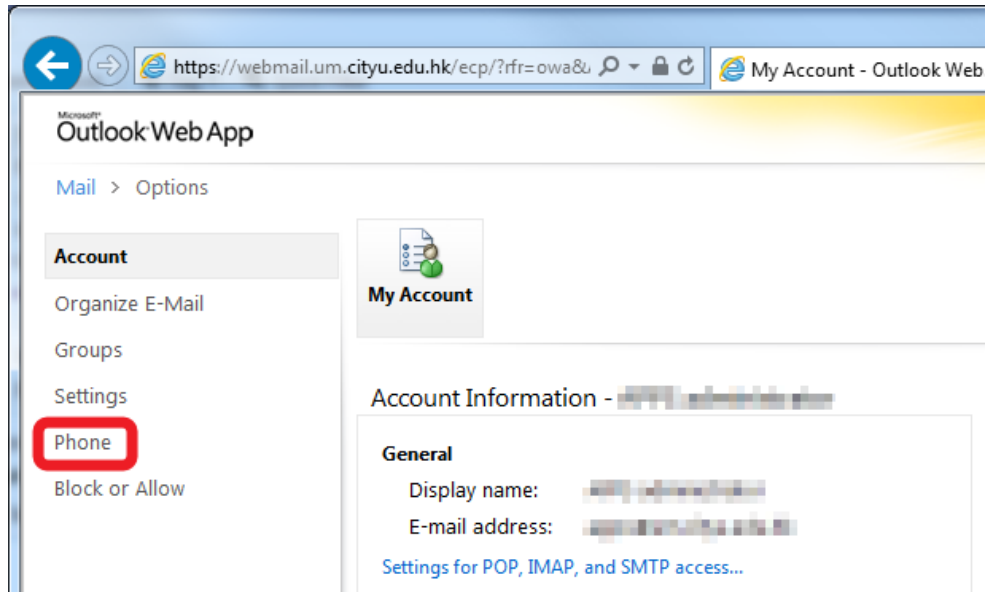 https://webmail.um.cityu.edu.hk/ecp/?rfr=owa&
My Account - Outlook Web
Microsoft®
Outlook Web App
Mail > Options
Account
Organize E-Mail
Groups
Settings
Phone
Block or Allow
My Account
Account Information -
General
Display name:
E-mail address:
Settings for POP, IMAP, and SMTP access...